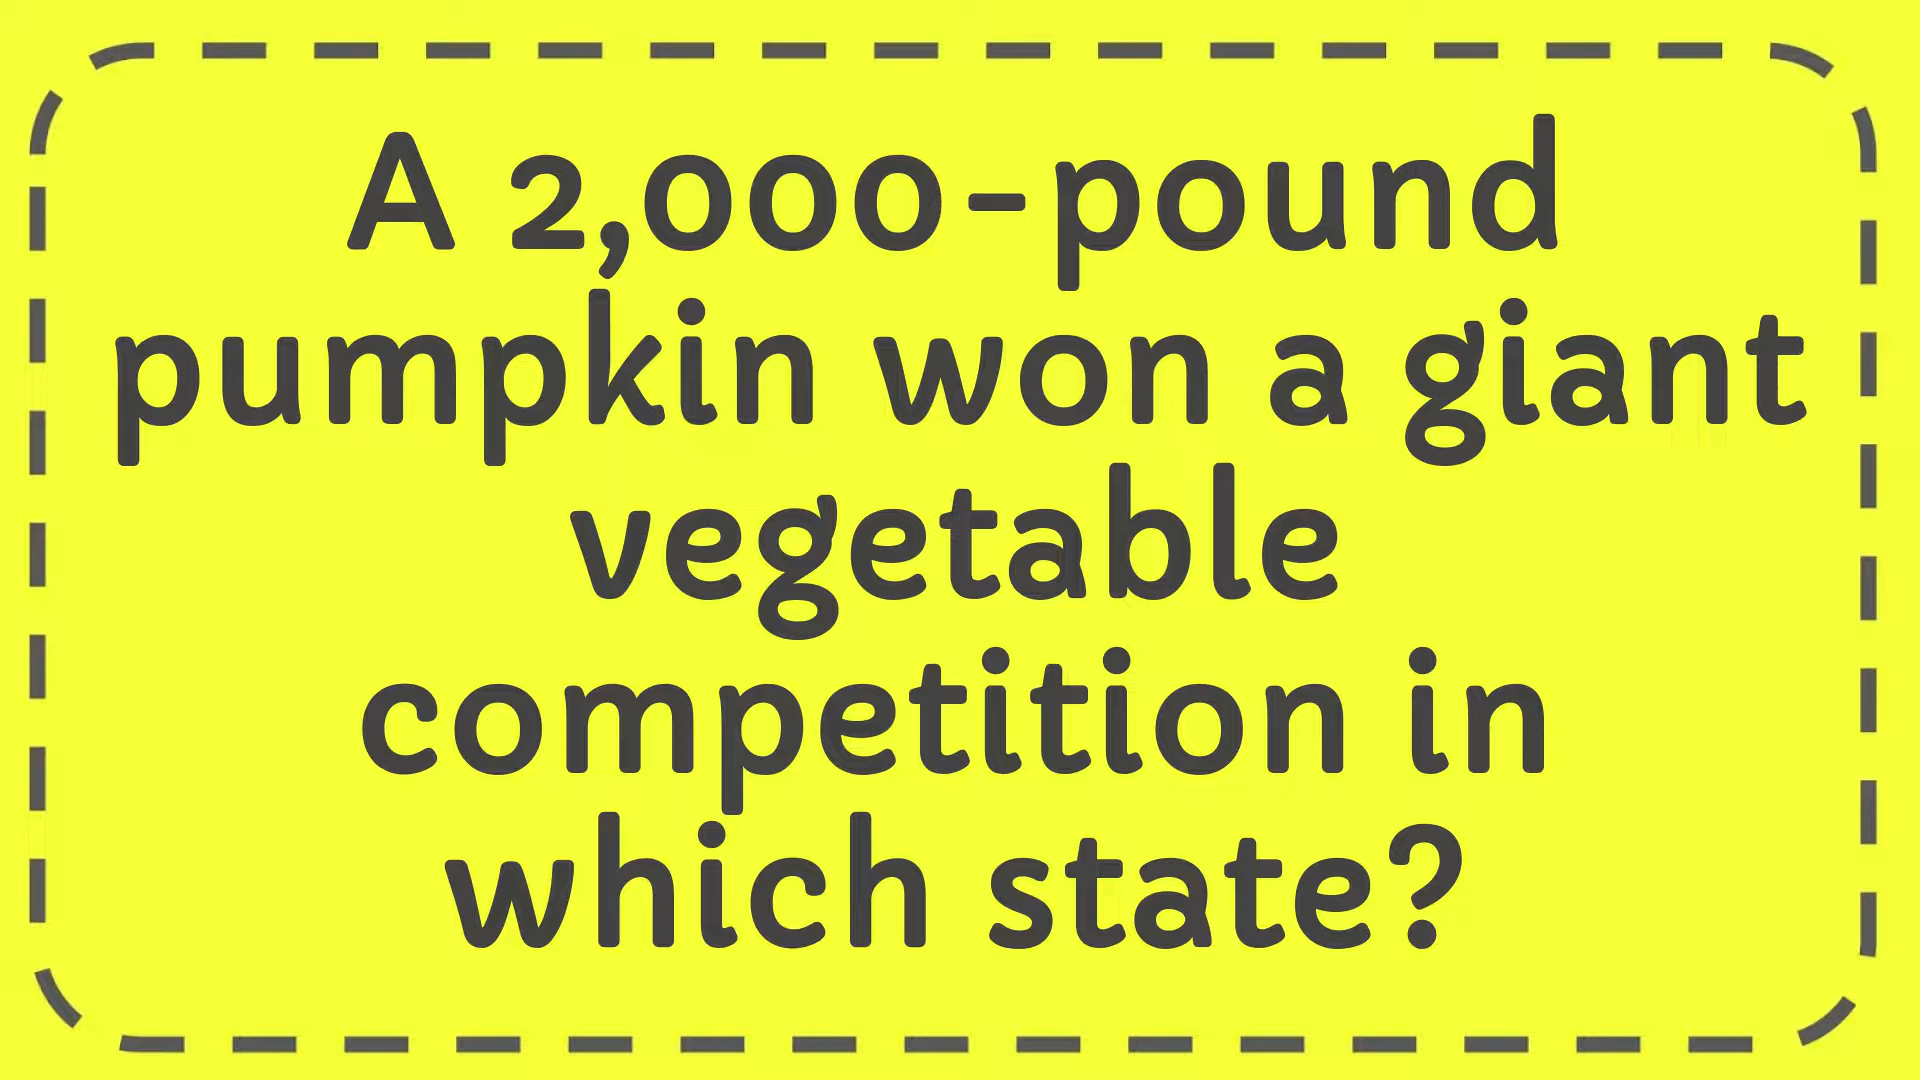 A 2,000-pound
pumpkin won a giant
vegetable
competition in
which state?